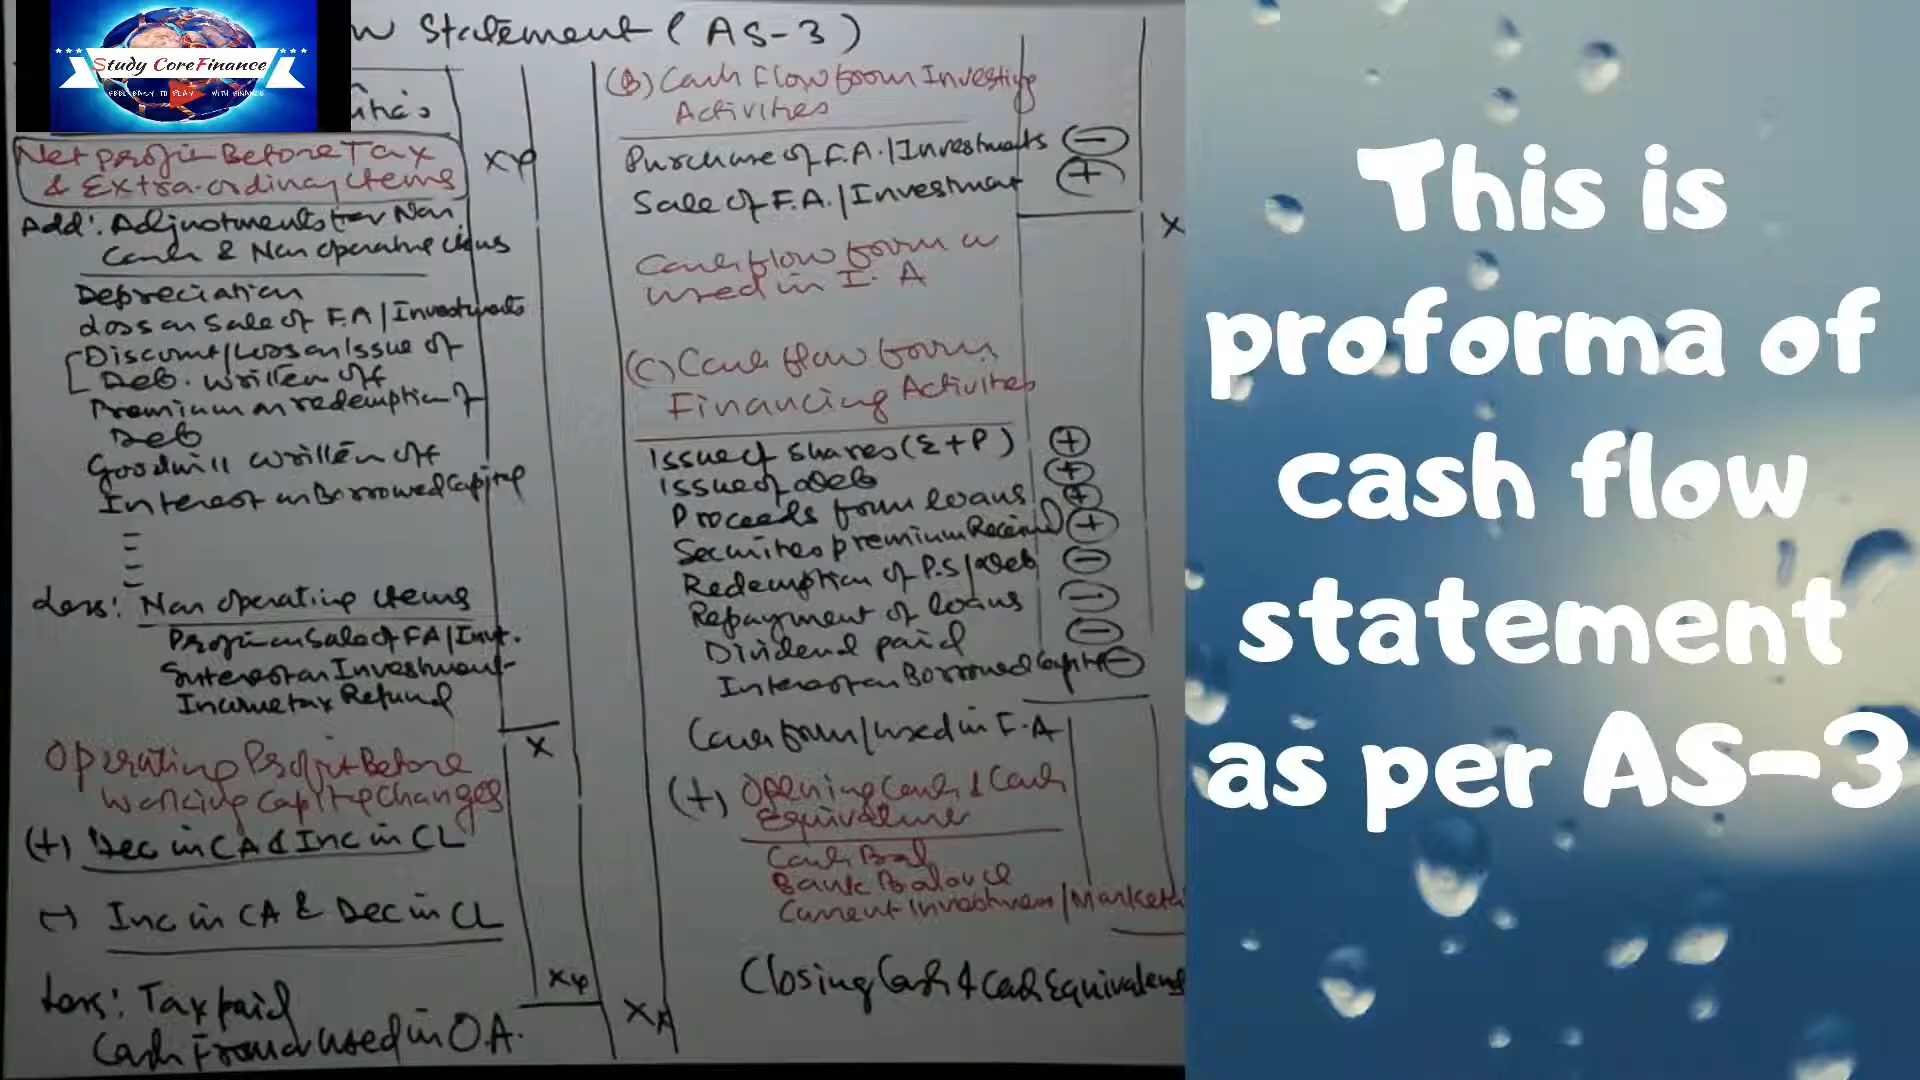 Study CoreFinance
FEEL EASY TO PLAY WITH FINANCE
w Statement (AS-3)
Net profit Before Tax
& Extra-ordinary items
Add: Adjustments for Non
Cash & Non operative items
Depreciation
Loss on Sale of F.A/Investments
Discount/Loss on Issue of
Deb. written off
Premium on redemption of
Deb
Goodwill written off
Interest on Borrowed Capital
Less: Non operating items
Profit on Sale of FA/Invt.
Interest on Investment
Income tax Refund
Operating Profit Before
Working Capital Changes
(+) Dec in CA & Inc in CL
(-) Inc in CA & Dec in CL
Less: Tax paid
Cash From or used in O.A.
(B) Cash Flow from Investing
Activities
Purchase of F.A./Investments
Sale of F.A./Investment
Cash flow from or
used in I.A
(C) Cash flow from
Financing Activities
Issue of Shares (E+P)
Issue of Deb
Proceeds from loans
Securities premium Received
Redemption of P.S/Deb
Repayment of loans
Dividend paid
Interest on Borrowed Capital
Cash from/used in F.A
(+) Opening Cash & Cash
Equivalent
Cash Bal
Bank Balance
Current Investment/Marketa
Closing Cash & Cash Equivalent
This is
proforma of
cash flow
statement
as per AS-3